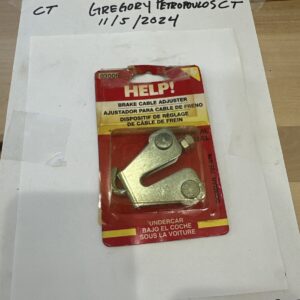 CT GREGORY PETROPOULOS CT
11/5/2024
HELP!
BRAKE CABLE ADJUSTER
AJUSTADOR PARA CABLE DE FRENO
DISPOSITIF DE RÉGLAGE
DE CÂBLE DE FREIN
UNDERCAR
BAJO EL COCHE
SOUS LA VOITURE